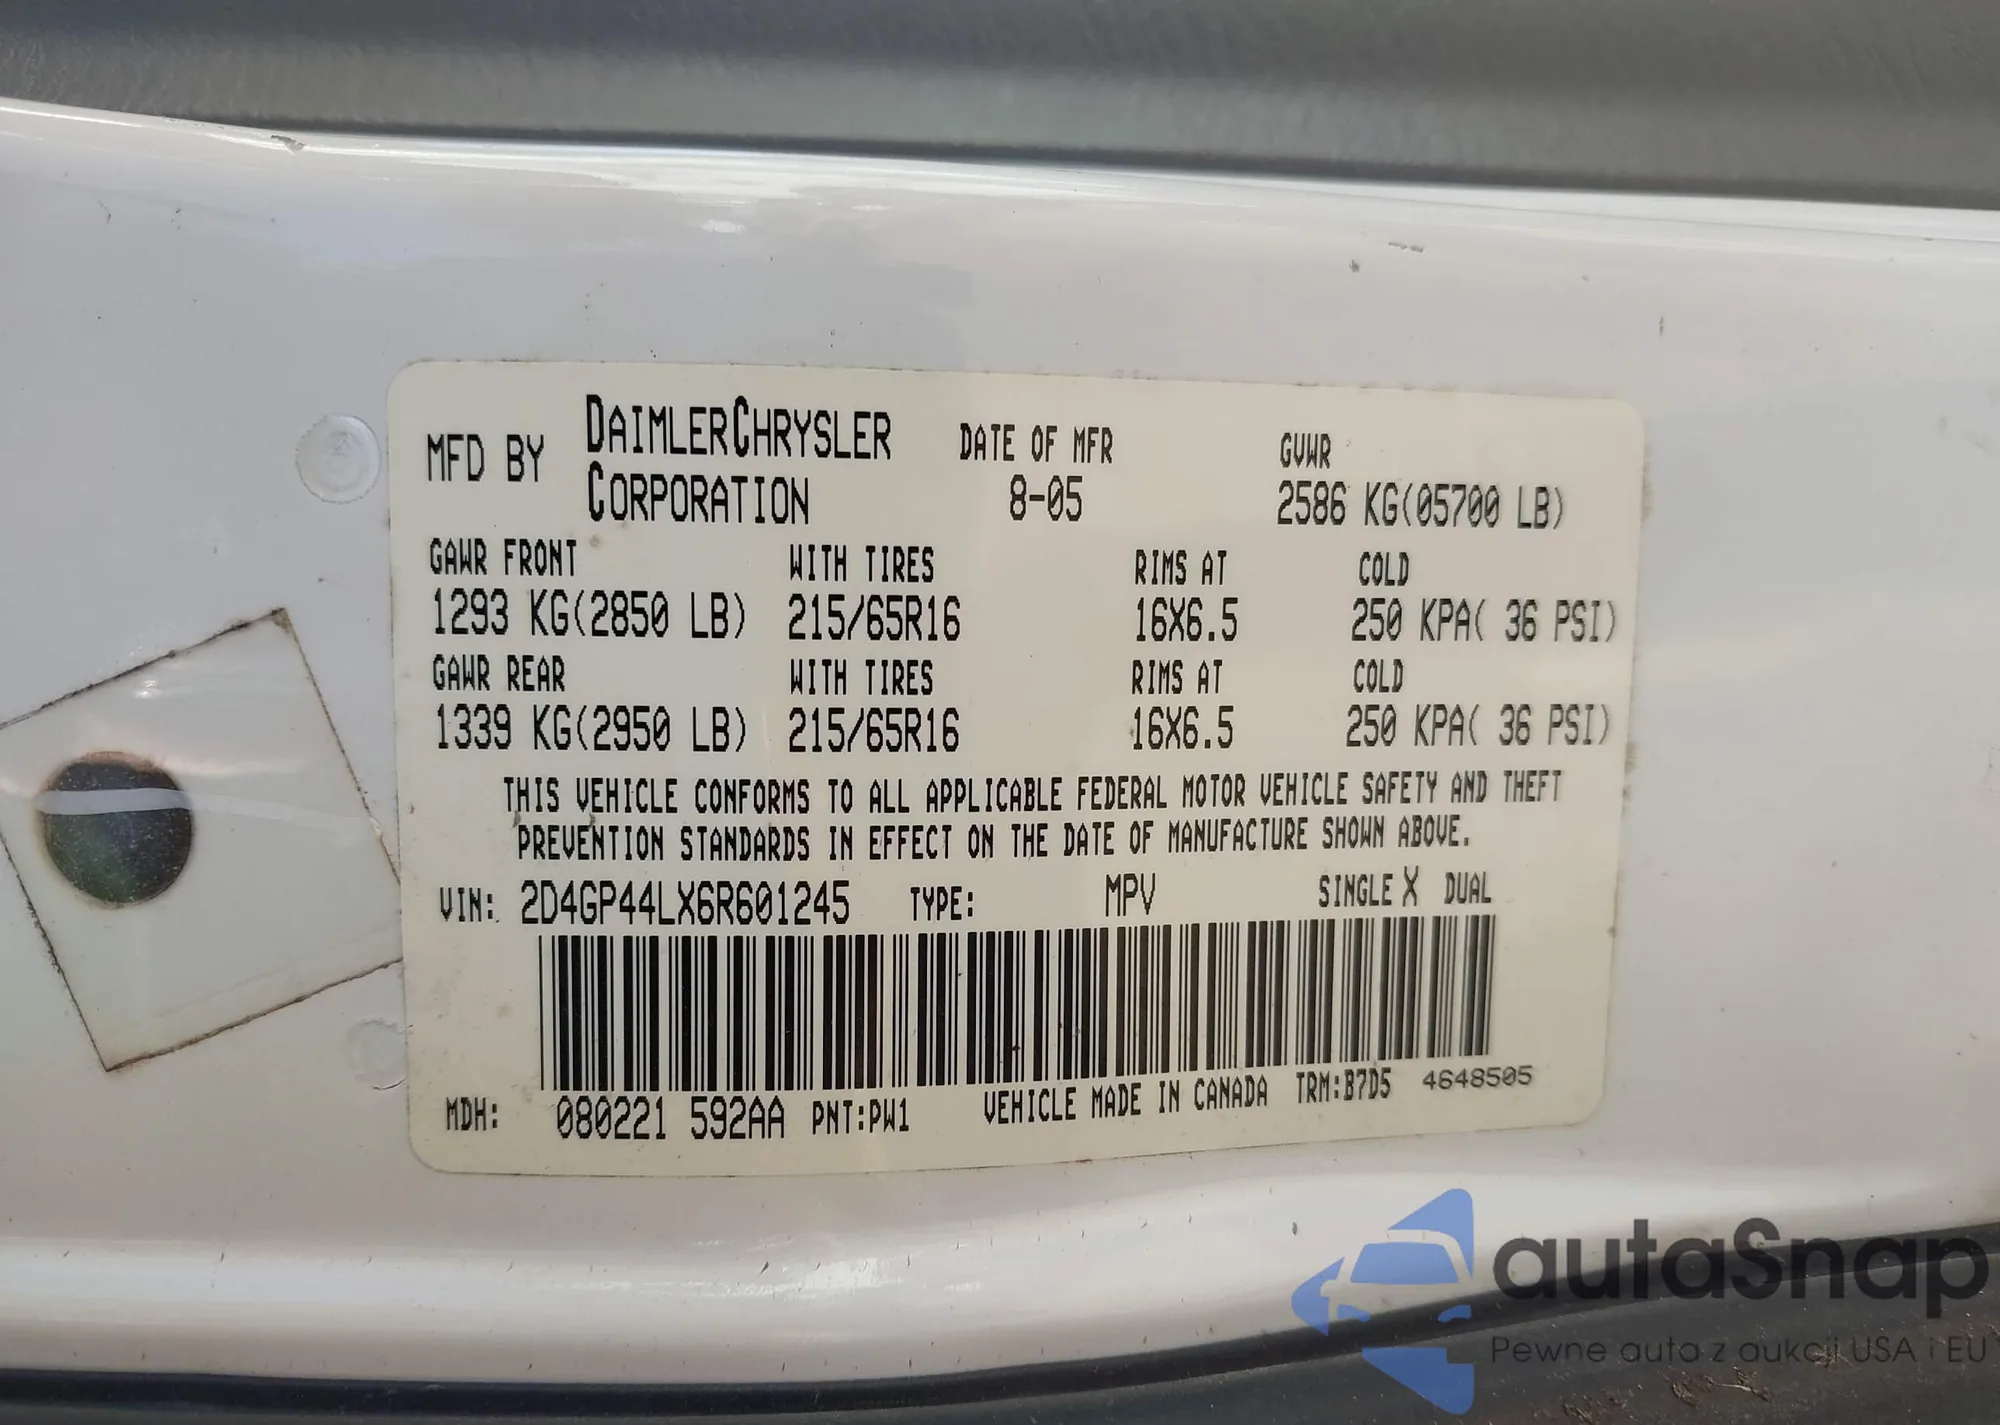 MFD BY DAIMLERCHRYSLER CORPORATION DATE OF MFR 8-05 GVWR 2586 KG(05700 LB)
GAWR FRONT WITH TIRES RIMS AT COLD
1293 KG(2850 LB) 215/65R16 16X6.5 250 KPA( 36 PSI)
GAWR REAR WITH TIRES RIMS AT COLD
1339 KG(2950 LB) 215/65R16 16X6.5 250 KPA( 36 PSI)
THIS VEHICLE CONFORMS TO ALL APPLICABLE FEDERAL MOTOR VEHICLE SAFETY AND THEFT
PREVENTION STANDARDS IN EFFECT ON THE DATE OF MANUFACTURE SHOWN ABOVE.
VIN: 2D4GP44LX6R601245 TYPE: MPV SINGLE X DUAL
MDH: 080221 592AA PNT:PW1 VEHICLE MADE IN CANADA TRM:B7D5 4648505
autaSnap
Pewne auta z aukcji USA i EU